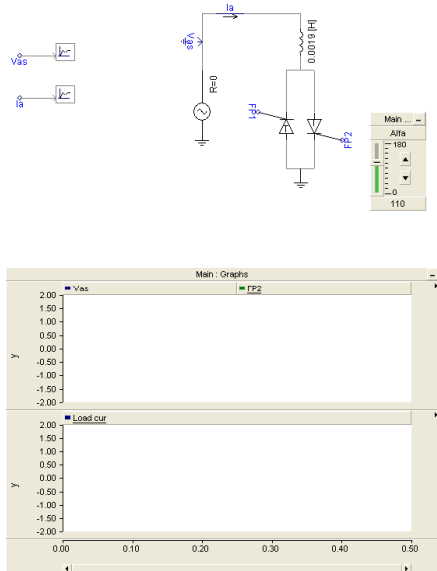 Ia
Vas
Vas
Ia
R=0
0.0019 [H]
FP1
FP2
Main ...
Alfa
180
0
110
Main : Graphs
Vas
FP2
2.00
1.50
1.00
0.50
0.00
-0.50
-1.00
-1.50
-2.00
y
Load cur
2.00
1.50
1.00
0.50
0.00
-0.50
-1.00
-1.50
-2.00
y
0.00 0.10 0.20 0.30 0.40 0.50